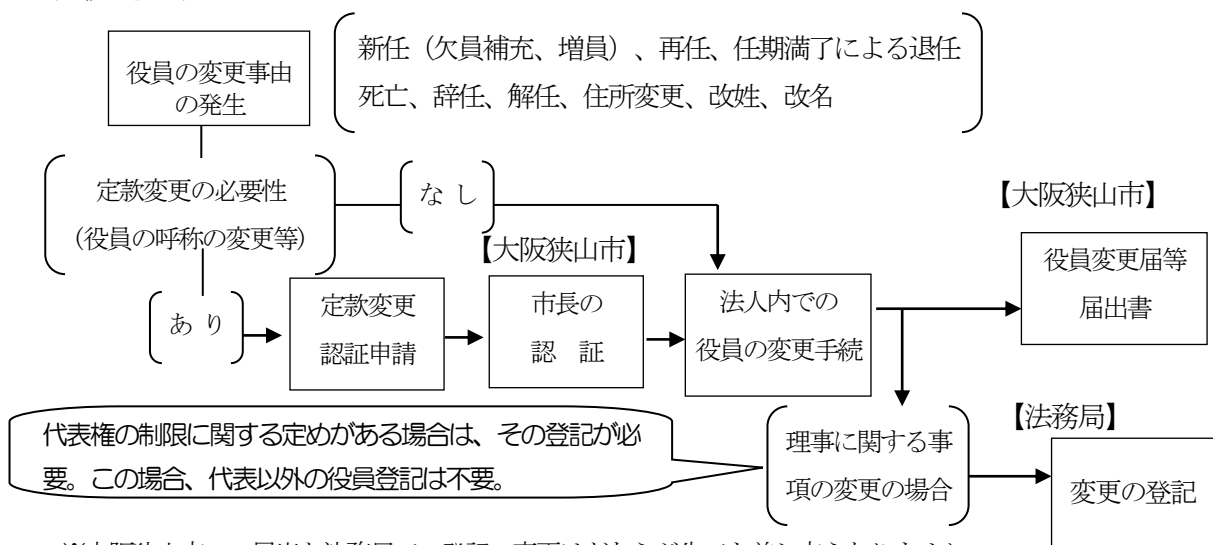 新任（欠員補充、増員）、再任、任期満了による退任
死亡、辞任、解任、住所変更、改姓、改名
役員の変更事由
の発生
定款変更の必要性
（役員の呼称の変更等）
な し
あ り
【大阪狭山市】
定款変更
認証申請
市長の
認 証
法人内での
役員の変更手続
【大阪狭山市】
役員変更届等
届出書
代表権の制限に関する定めがある場合は、その登記が必
要。この場合、代表以外の役員登記は不要。
理事に関する事
項の変更の場合
【法務局】
変更の登記